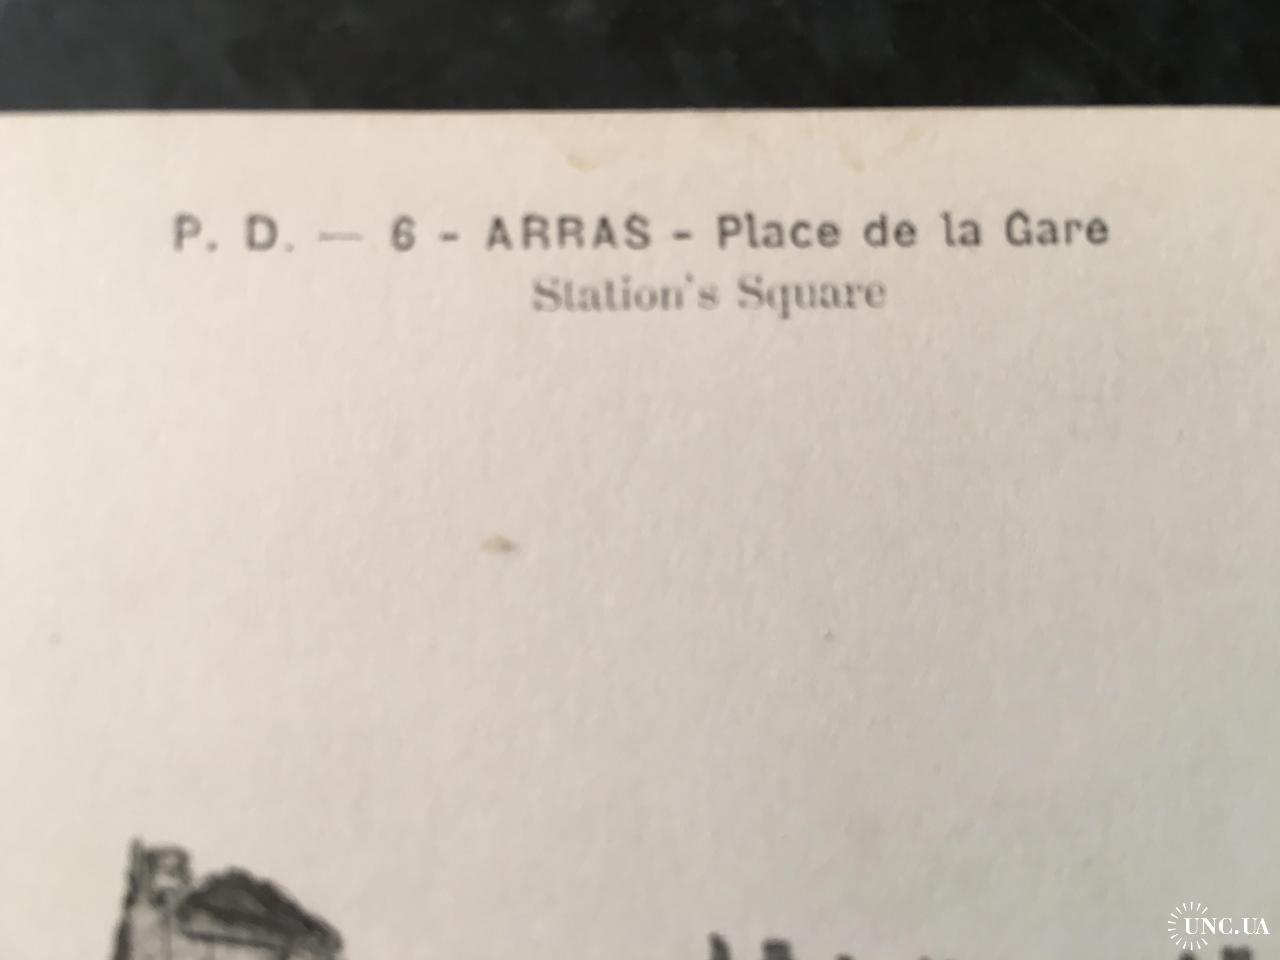 P. D. — 6 - ARRAS - Place de la Gare
Station's Square
UNC.UA